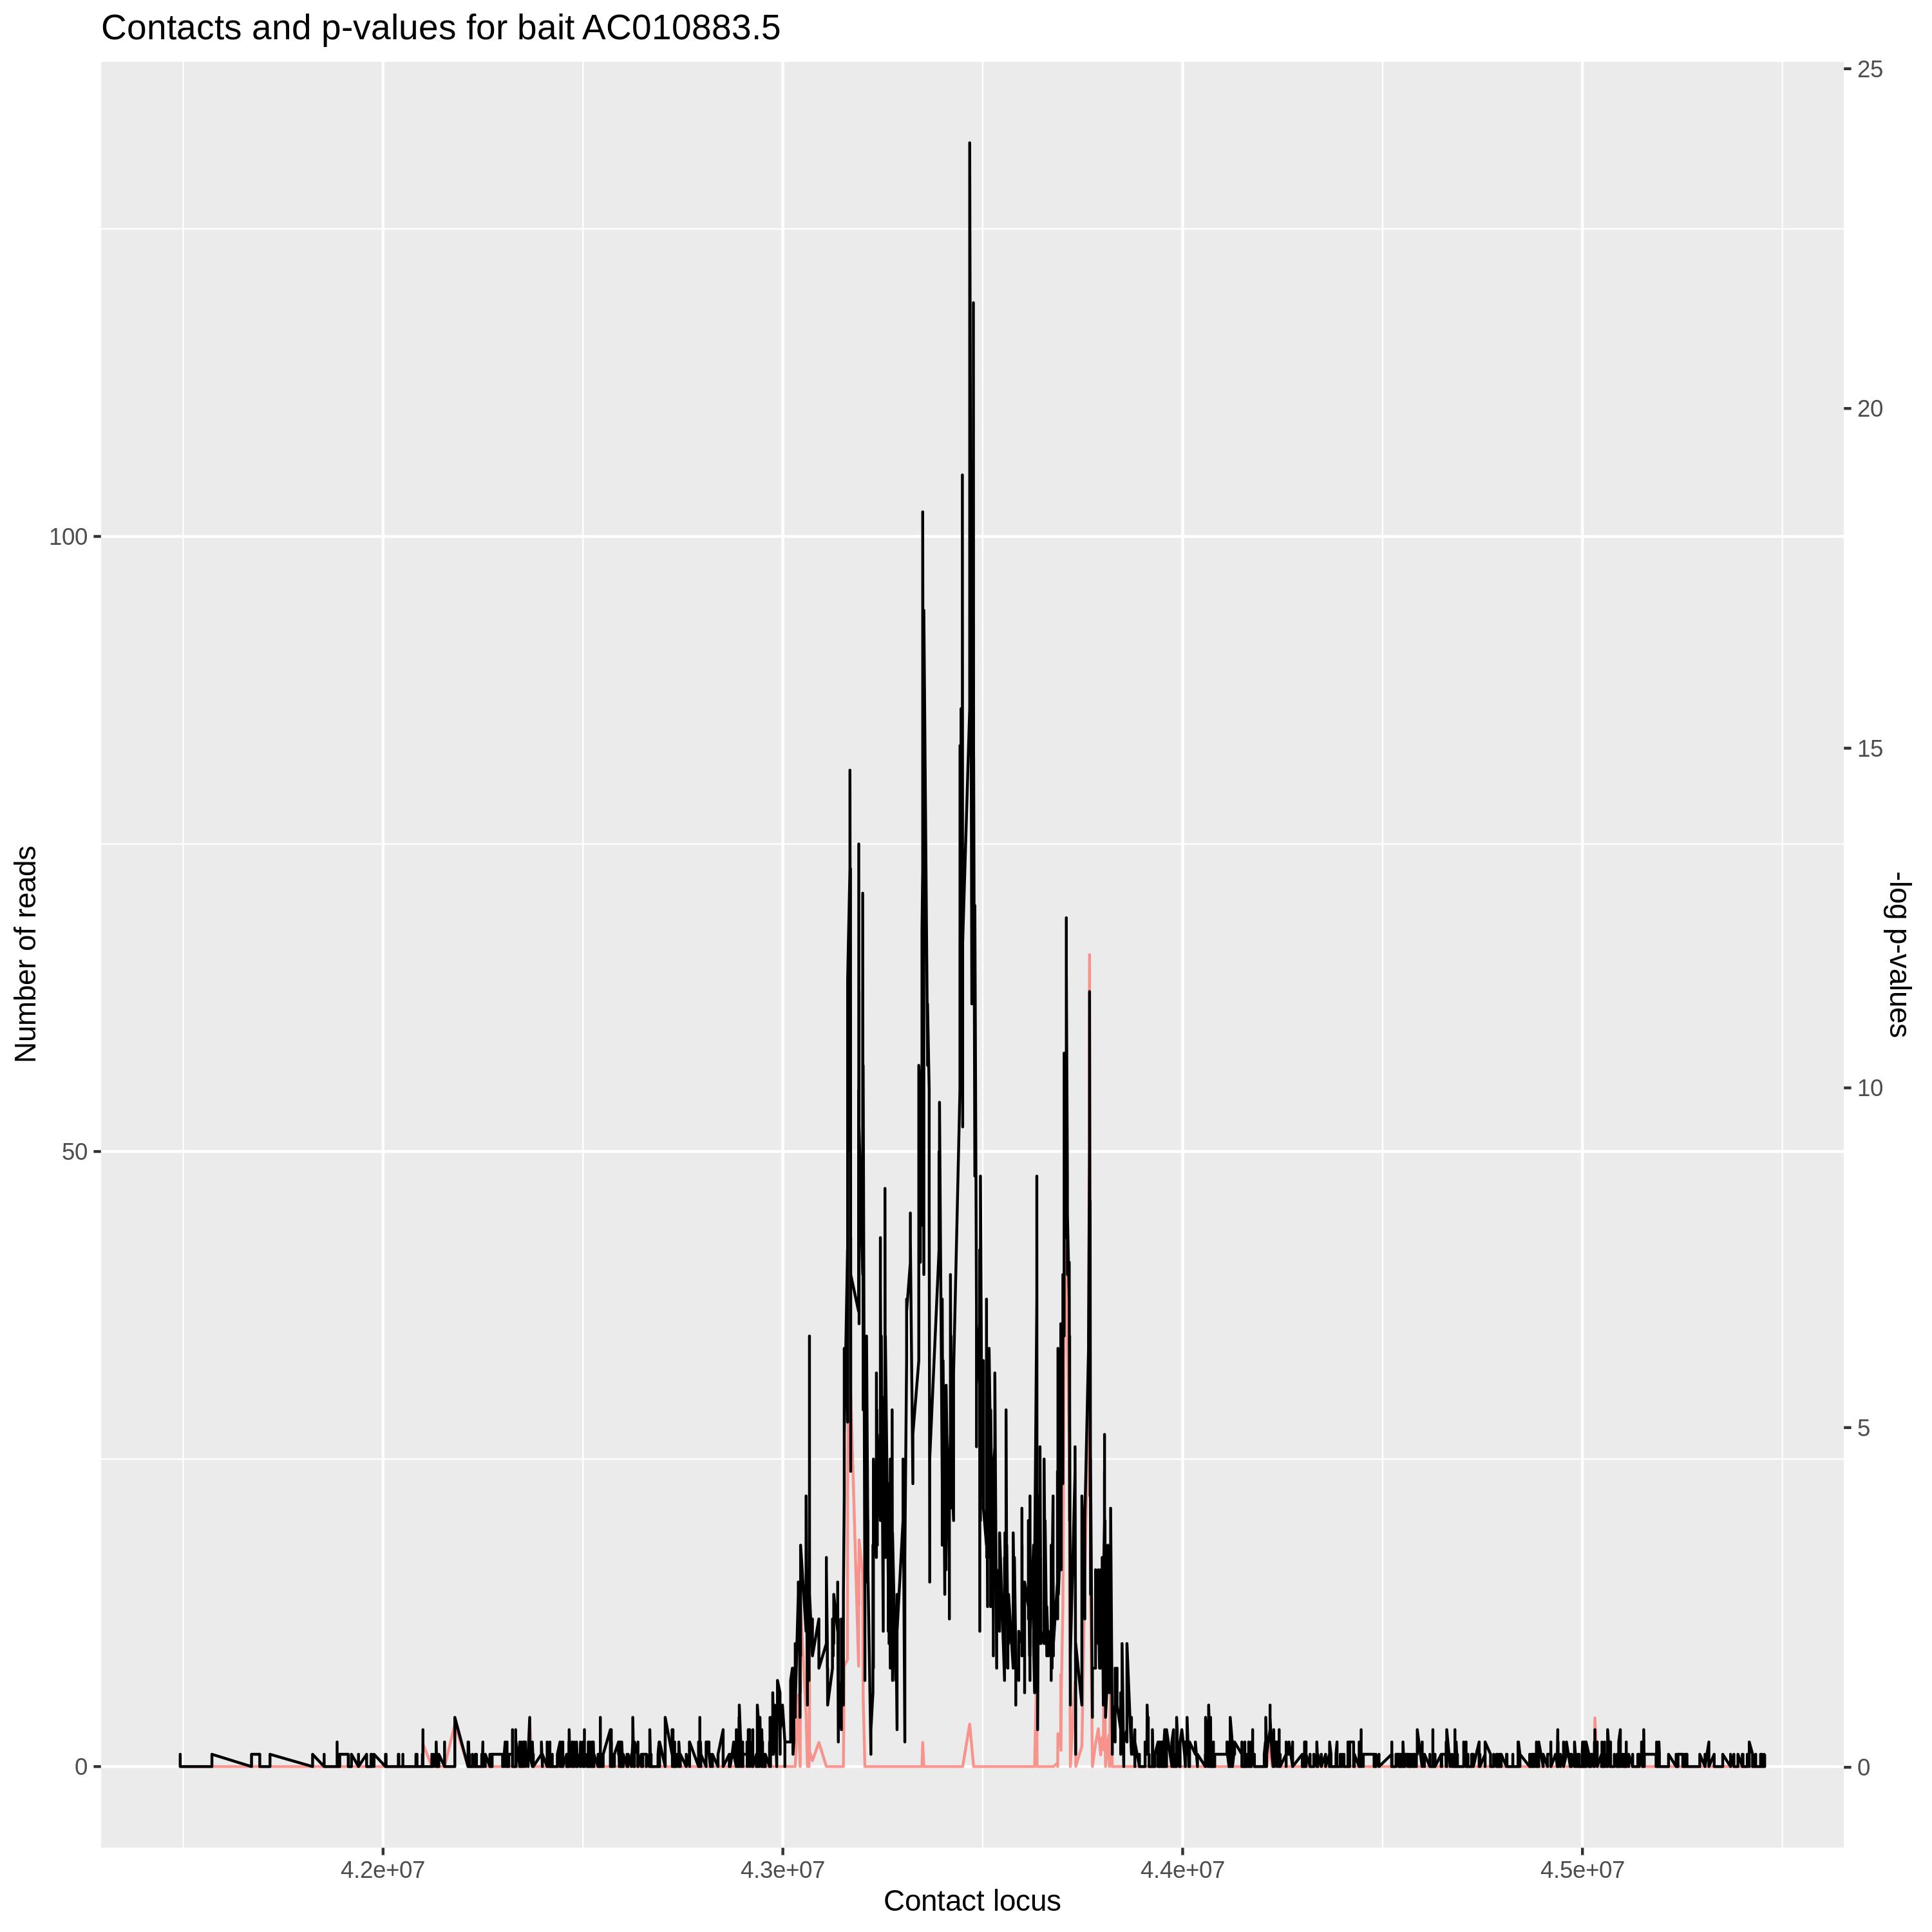 Contacts and p-values for bait AC010883.5
25
20
100
15
Number of reads
-log p-values
10
50
5
0
0
4.2e+07
4.3e+07
4.4e+07
4.5e+07
Contact locus